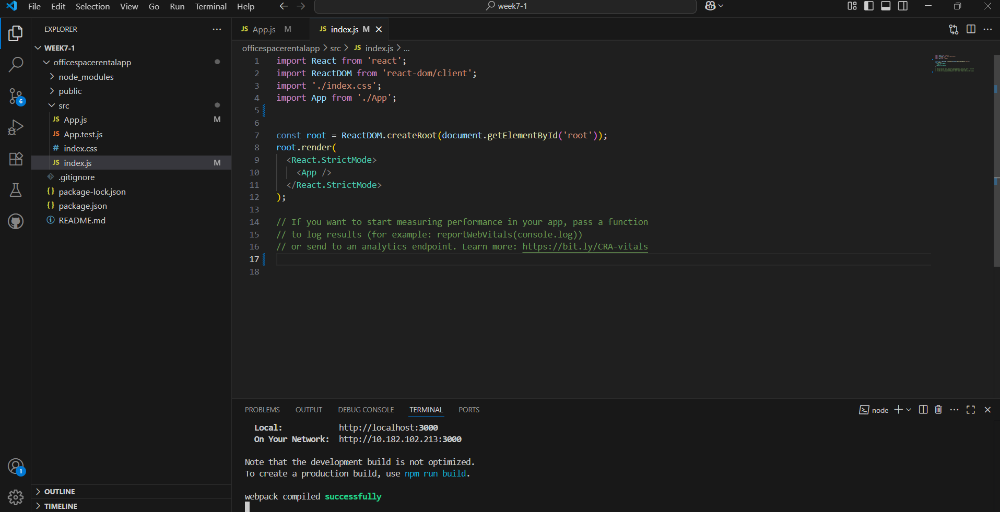 File Edit Selection View Go Run Terminal Help
week7-1
EXPLORER
WEEK7-1
officespacerentalapp
node_modules
public
src
JS App.js M
JS App.test.js
# index.css
JS index.js M
.gitignore
{} package-lock.json
{} package.json
README.md
OUTLINE
TIMELINE
6
1
JS App.js M
JS index.js M
officespacerentalapp > src > JS index.js > ...
1 import React from 'react';
2 import ReactDOM from 'react-dom/client';
3 import './index.css';
4 import App from './App';
5
6
7 const root = ReactDOM.createRoot(document.getElementById('root'));
8 root.render(
9 <React.StrictMode>
10 <App />
11 </React.StrictMode>
12 );
13
14 // If you want to start measuring performance in your app, pass a function
15 // to log results (for example: reportWebVitals(console.log))
16 // or send to an analytics endpoint. Learn more: https://bit.ly/CRA-vitals
17
18
PROBLEMS OUTPUT DEBUG CONSOLE TERMINAL PORTS
node
Local: http://localhost:3000
On Your Network: http://10.182.102.213:3000
Note that the development build is not optimized.
To create a production build, use npm run build.
webpack compiled successfully